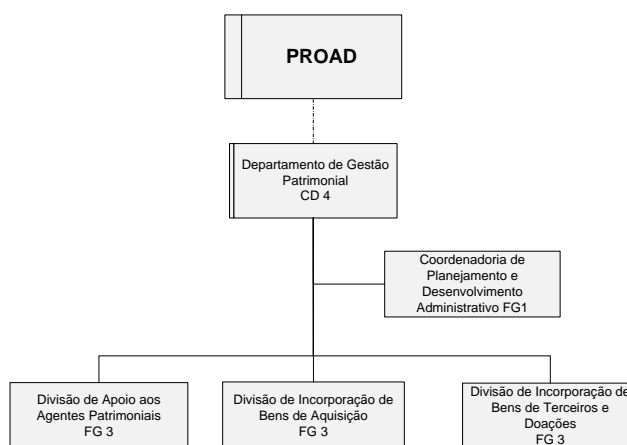 PROAD
Departamento de Gestão
Patrimonial
CD 4
Coordenadoria de
Planejamento e
Desenvolvimento
Administrativo FG1
Divisão de Apoio aos
Agentes Patrimoniais
FG 3
Divisão de Incorporação de
Bens de Aquisição
FG 3
Divisão de Incorporação de
Bens de Terceiros e
Doações
FG 3